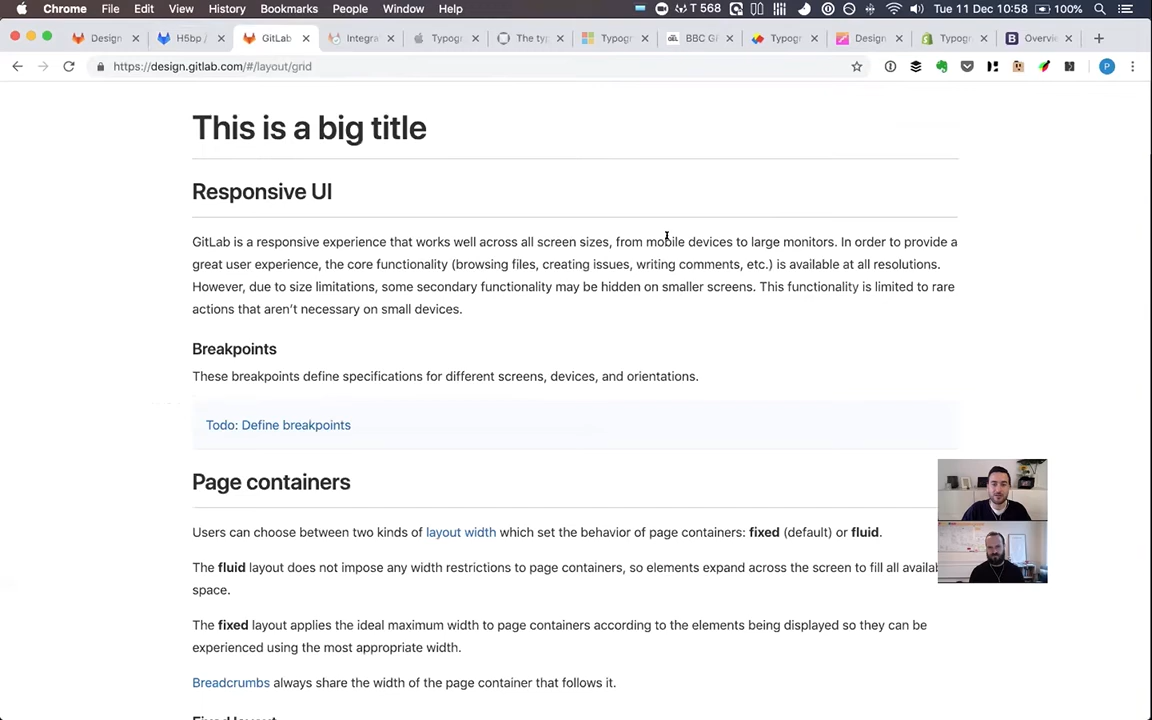 Chrome File Edit View History Bookmarks People Window Help T 568 Tue 11 Dec 10:58 100%
Design H5bp / GitLab Integra Typogr The ty Typogr BBC GE Typogr Design Typogr Overvie
https://design.gitlab.com/#/layout/grid P
This is a big title
Responsive UI
GitLab is a responsive experience that works well across all screen sizes, from mobile devices to large monitors. In order to provide a
great user experience, the core functionality (browsing files, creating issues, writing comments, etc.) is available at all resolutions.
However, due to size limitations, some secondary functionality may be hidden on smaller screens. This functionality is limited to rare
actions that aren't necessary on small devices.
Breakpoints
These breakpoints define specifications for different screens, devices, and orientations.
Todo: Define breakpoints
Page containers
Users can choose between two kinds of layout width which set the behavior of page containers: fixed (default) or fluid.
The fluid layout does not impose any width restrictions to page containers, so elements expand across the screen to fill all availab
space.
The fixed layout applies the ideal maximum width to page containers according to the elements being displayed so they can be
experienced using the most appropriate width.
Breadcrumbs always share the width of the page container that follows it.
Fixed layout